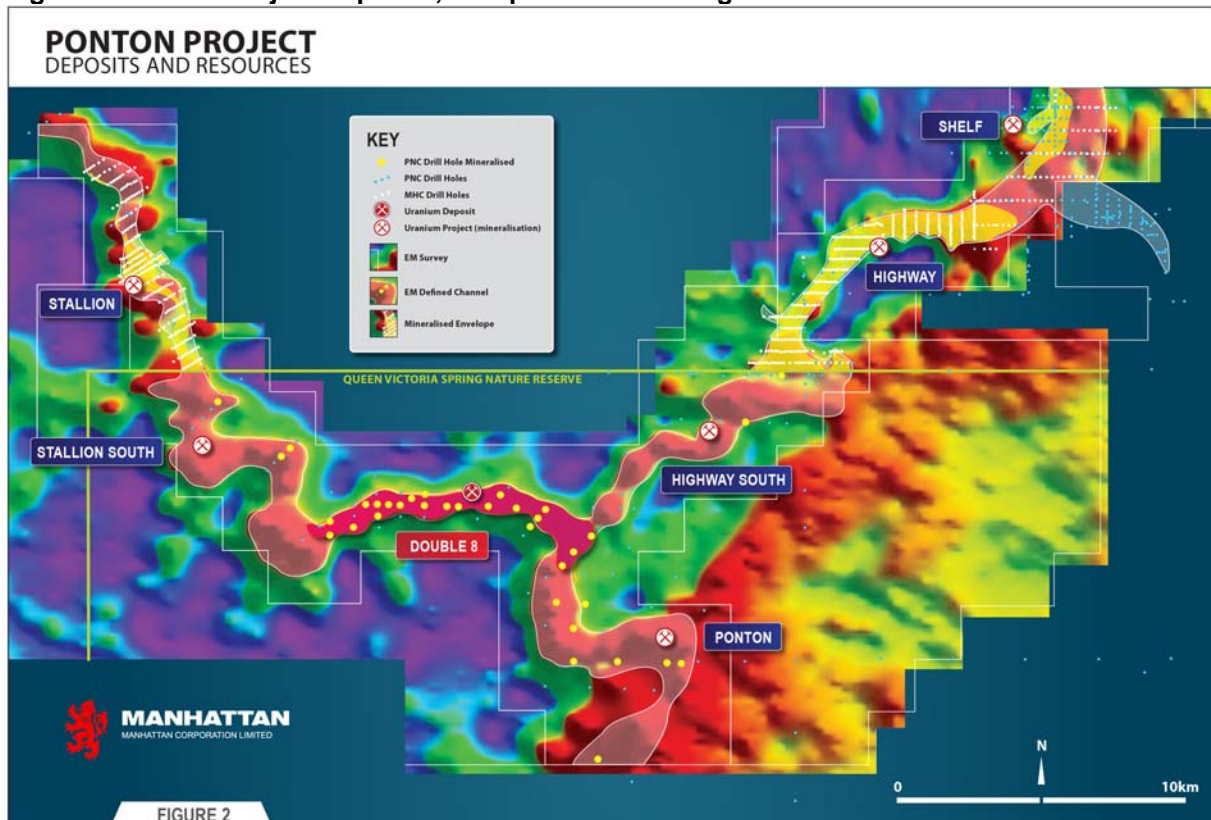 PONTON PROJECT
DEPOSITS AND RESOURCES
KEY
PNC Drill Hole Mineralised
PNC Drill Holes
MHC Drill Holes
Uranium Deposit
Uranium Project (mineralisation)
EM Survey
EM Defined Channel
Mineralised Envelope
SHELF
HIGHWAY
STALLION
QUEEN VICTORIA SPRING NATURE RESERVE
STALLION SOUTH
HIGHWAY SOUTH
DOUBLE 8
PONTON
MANHATTAN
MANHATTAN CORPORATION LIMITED
N
0 10km
FIGURE 2